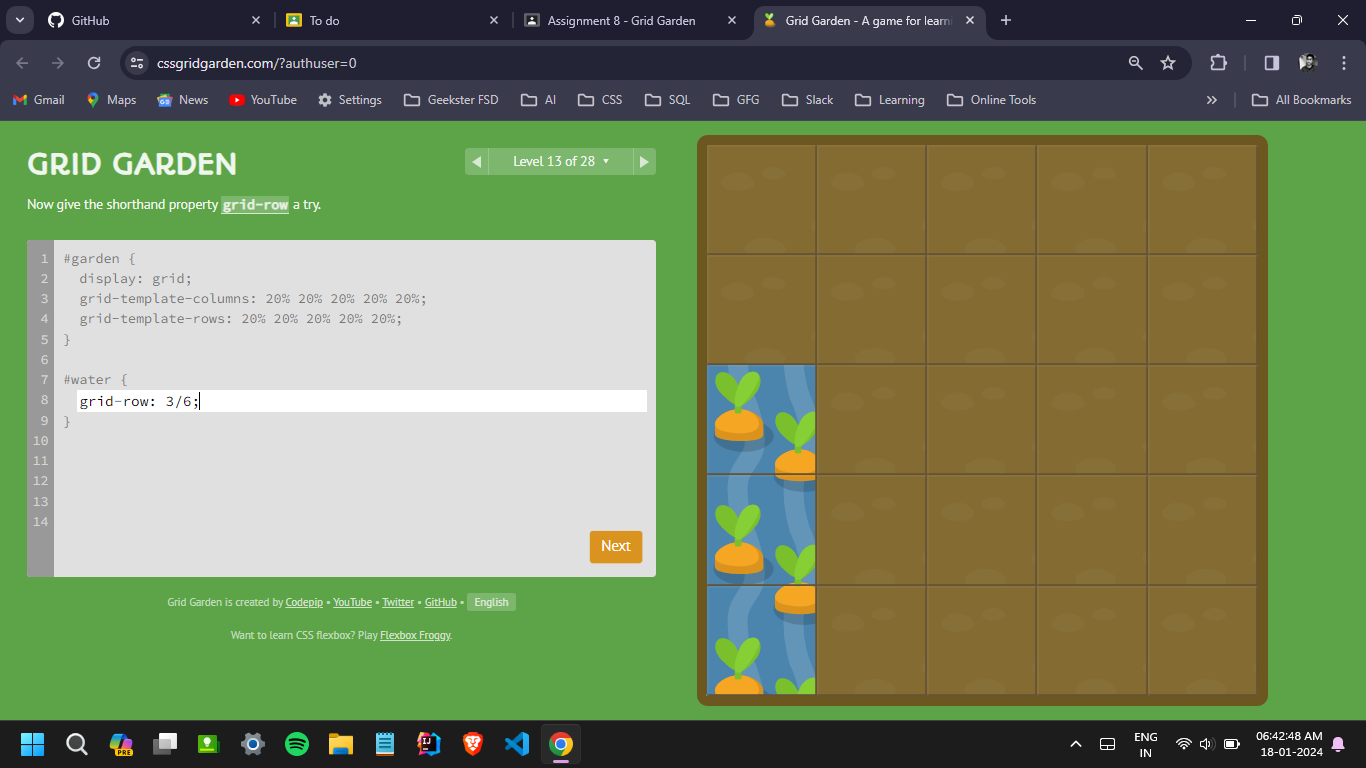 GitHub
To do
Assignment 8 - Grid Garden
Grid Garden - A game for learni
cssgridgarden.com/?authuser=0
Gmail
Maps
News
YouTube
Settings
Geekster FSD
AI
CSS
SQL
GFG
Slack
Learning
Online Tools
»
All Bookmarks
GRID GARDEN
Level 13 of 28
Now give the shorthand property grid-row a try.
1 #garden {
2 display: grid;
3 grid-template-columns: 20% 20% 20% 20% 20%;
4 grid-template-rows: 20% 20% 20% 20% 20%;
5 }
6
7 #water {
8 grid-row: 3/6;
9 }
10
11
12
13
14
Next
Grid Garden is created by Codepip • YouTube • Twitter • GitHub • English
Want to learn CSS flexbox? Play Flexbox Froggy.
PRE
ENG
IN
06:42:48 AM
18-01-2024